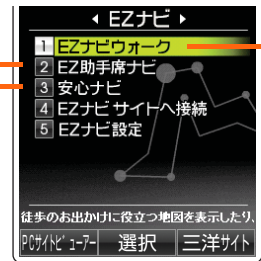 EZナビ
1 EZナビウォーク
2 EZ助手席ナビ
3 安心ナビ
4 EZナビサイトへ接続
5 EZナビ設定
徒歩のお出かけに役立つ地図を表示したり、
PCサイトビューアー 選択 三洋サイト